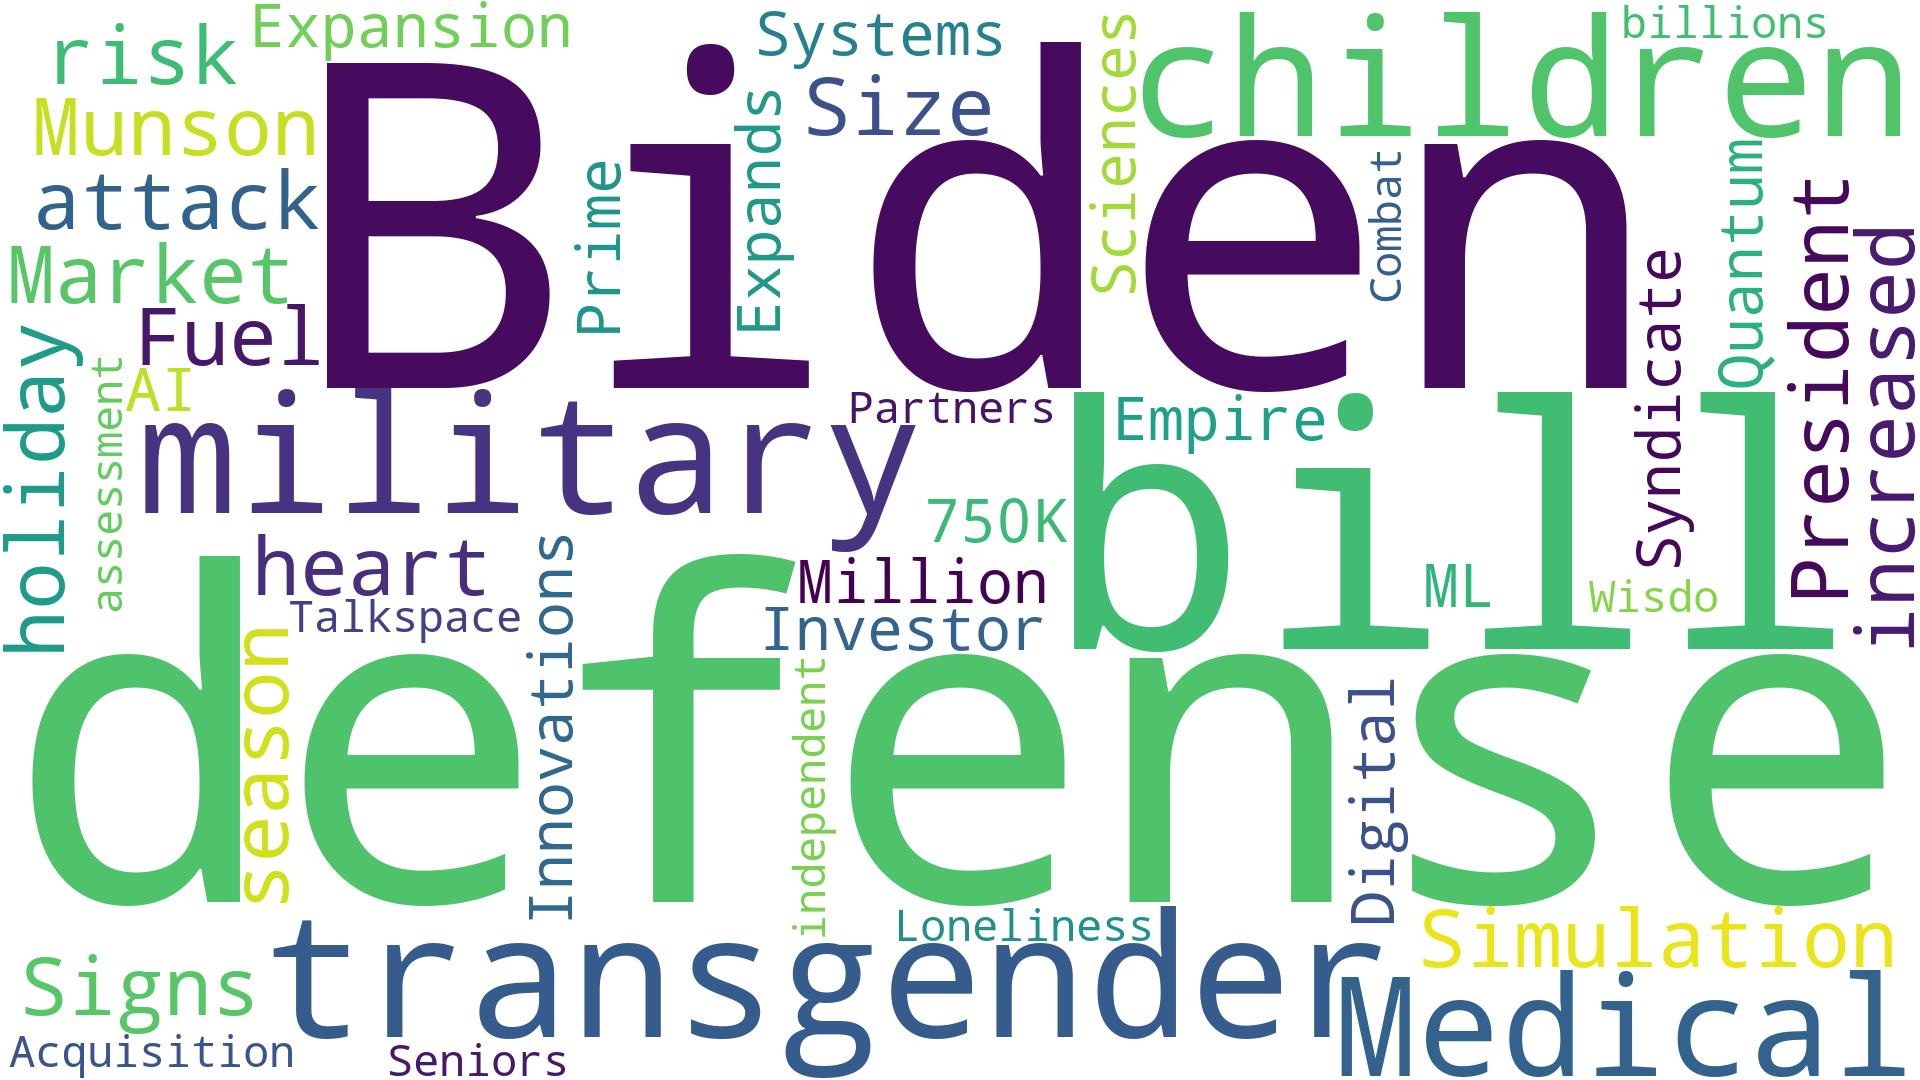 risk
Expansion
Systems
children
billions
Munson
Biden
Size
Sciences
attack
Prime
Expands
Combat
Quantum
President
Market
increased
Fuel
Syndicate
holiday
assessment
AI
military
Partners
Empire
bill
750K
heart
Million
ML
Wisdo
Talkspace
Investor
Innovations
season
defense
independent
Digital
Loneliness
Simulation
Signs
transgender
Medical
Acquisition
Seniors